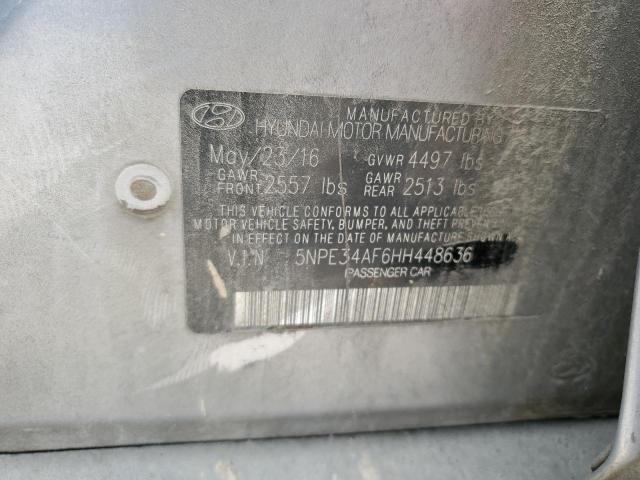 MANUFACTURED BY
HYUNDAI MOTOR MANUFACTURING
May/23/16 GVWR 4497 lbs
GAWR FRONT 2557 lbs GAWR REAR 2513 lbs
THIS VEHICLE CONFORMS TO ALL APPLICABLE
MOTOR VEHICLE SAFETY, BUMPER, AND THEFT
PREVENTION STANDARDS IN EFFECT ON THE
DATE OF MANUFACTURE SHOWN ABOVE.
V.I.N 5NPE34AF6HH448636
PASSENGER CAR